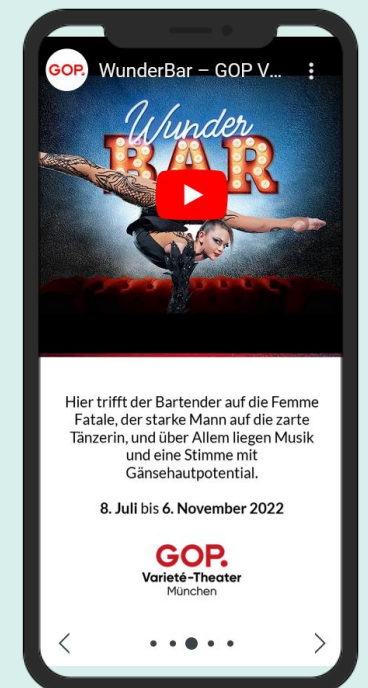 GOP. WunderBar – GOP V...
Wunder
BAR
Hier trifft der Bartender auf die Femme
Fatale, der starke Mann auf die zarte
Tänzerin, und über Allem liegen Musik
und eine Stimme mit
Gänsehautpotential.
8. Juli bis 6. November 2022
GOP.
Varieté-Theater
München